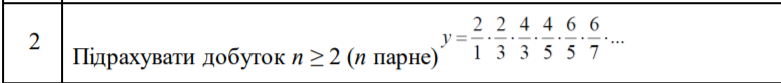 2
Підрахувати добуток n ≥ 2 (n парне) y = 2/1 · 2/3 · 4/3 · 4/5 · 6/5 · 6/7 · ...